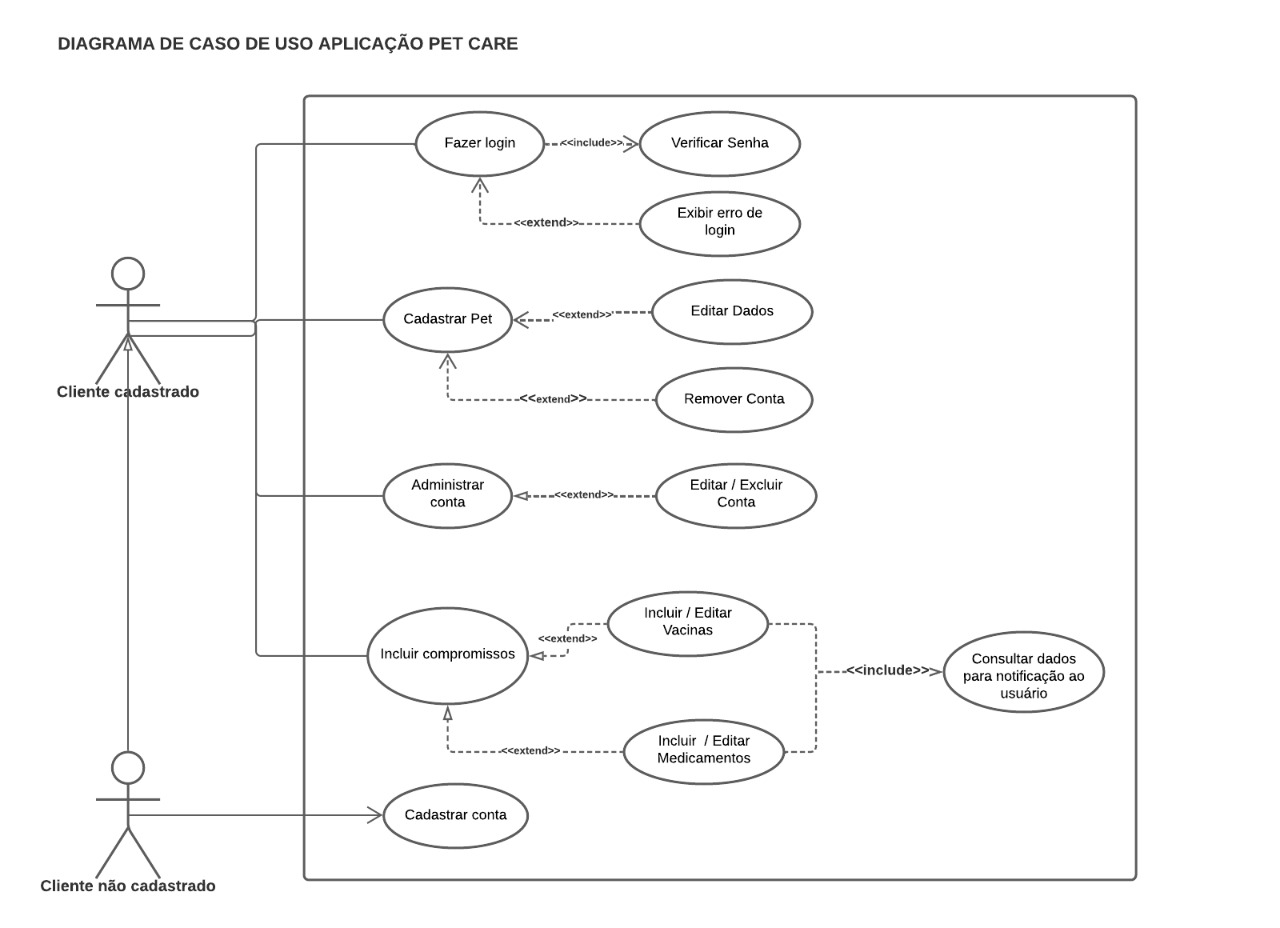 DIAGRAMA DE CASO DE USO APLICAÇÃO PET CARE
Fazer login
<<include>>
Verificar Senha
Exibir erro de
login
<<extend>>
Cliente cadastrado
Cadastrar Pet
<<extend>>
Editar Dados
<<extend>>
Remover Conta
Administrar
conta
<<extend>>
Editar / Excluir
Conta
Incluir compromissos
<<extend>>
Incluir / Editar
Vacinas
<<include>>
Consultar dados
para notificação ao
usuário
<<extend>>
Incluir / Editar
Medicamentos
Cadastrar conta
Cliente não cadastrado